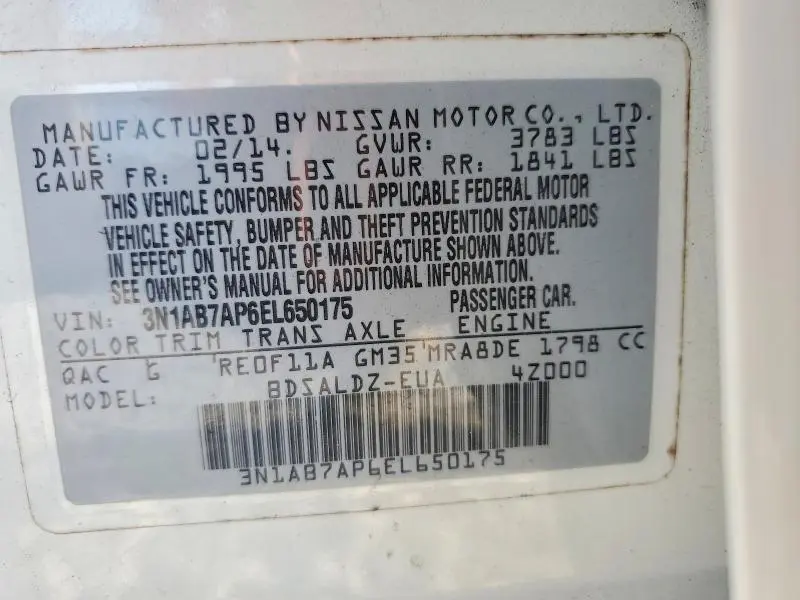 MANUFACTURED BY NISSAN MOTOR CO., LTD.
DATE: 02/14. GVWR: 3783 LBS
GAWR FR: 1995 LBS GAWR RR: 1841 LBS
THIS VEHICLE CONFORMS TO ALL APPLICABLE FEDERAL MOTOR
VEHICLE SAFETY, BUMPER AND THEFT PREVENTION STANDARDS
IN EFFECT ON THE DATE OF MANUFACTURE SHOWN ABOVE.
SEE OWNER'S MANUAL FOR ADDITIONAL INFORMATION.
VIN: 3N1AB7AP6EL650175 PASSENGER CAR.
COLOR TRIM TRANS AXLE ENGINE
QAC G RE0F11A GM35 MRA8DE 1798 CC
MODEL: BDSALDZ-EUA 4Z000
3N1AB7AP6EL650175